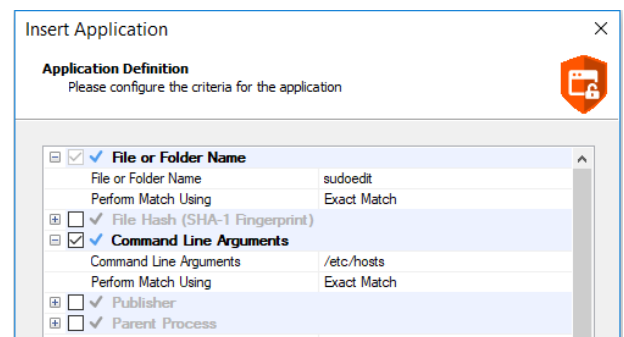 Insert Application
Application Definition
Please configure the criteria for the application
File or Folder Name
File or Folder Name sudoedit
Perform Match Using Exact Match
File Hash (SHA-1 Fingerprint)
Command Line Arguments
Command Line Arguments /etc/hosts
Perform Match Using Exact Match
Publisher
Parent Process